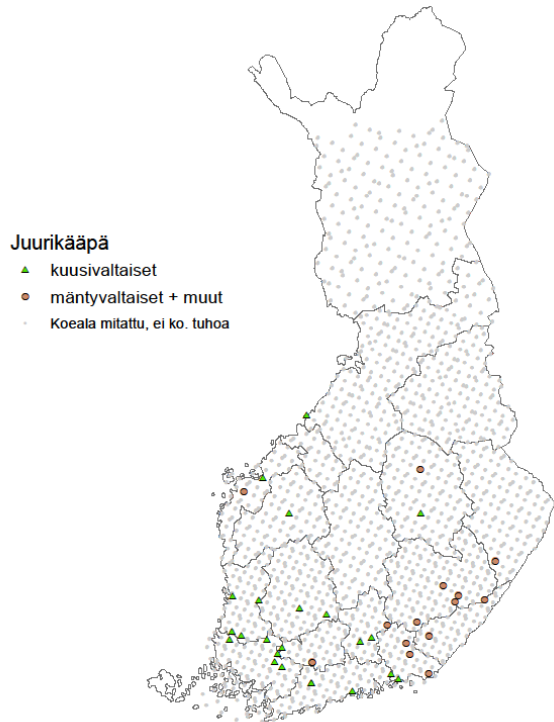 Juurikääpä
kuusivaltaiset
mäntyvaltaiset + muut
Koeala mitattu, ei ko. tuhoa